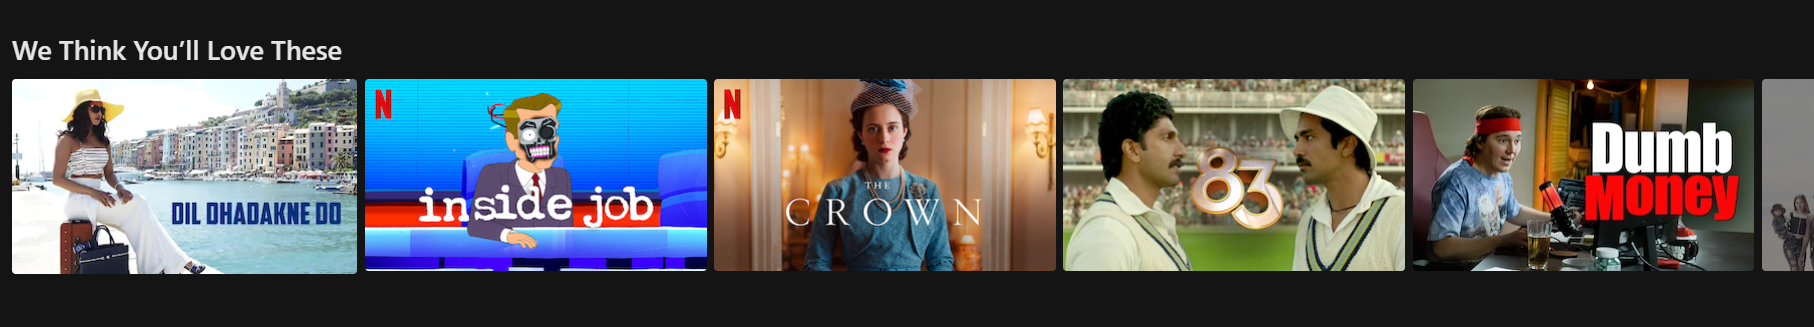 We Think You'll Love These
DIL DHADAKNE DO
N
inside job
N
THE
CROWN
83
Dumb
Money